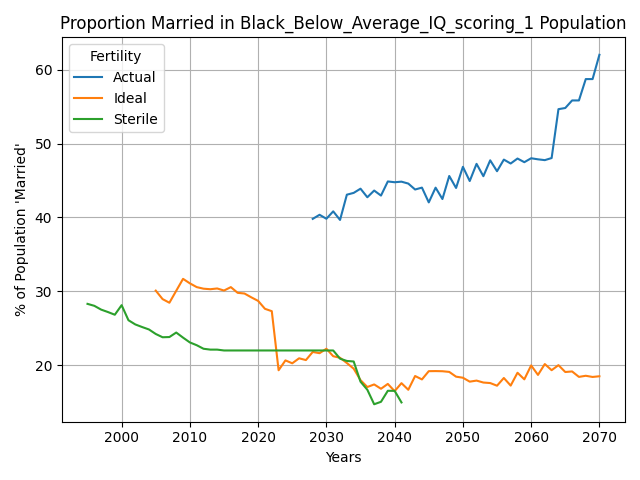 Proportion Married in Black_Below_Average_IQ_scoring_1 Population
% of Population 'Married'
Fertility
Actual
Ideal
Sterile
60
50
40
30
20
2000 2010 2020 2030 2040 2050 2060 2070
Years